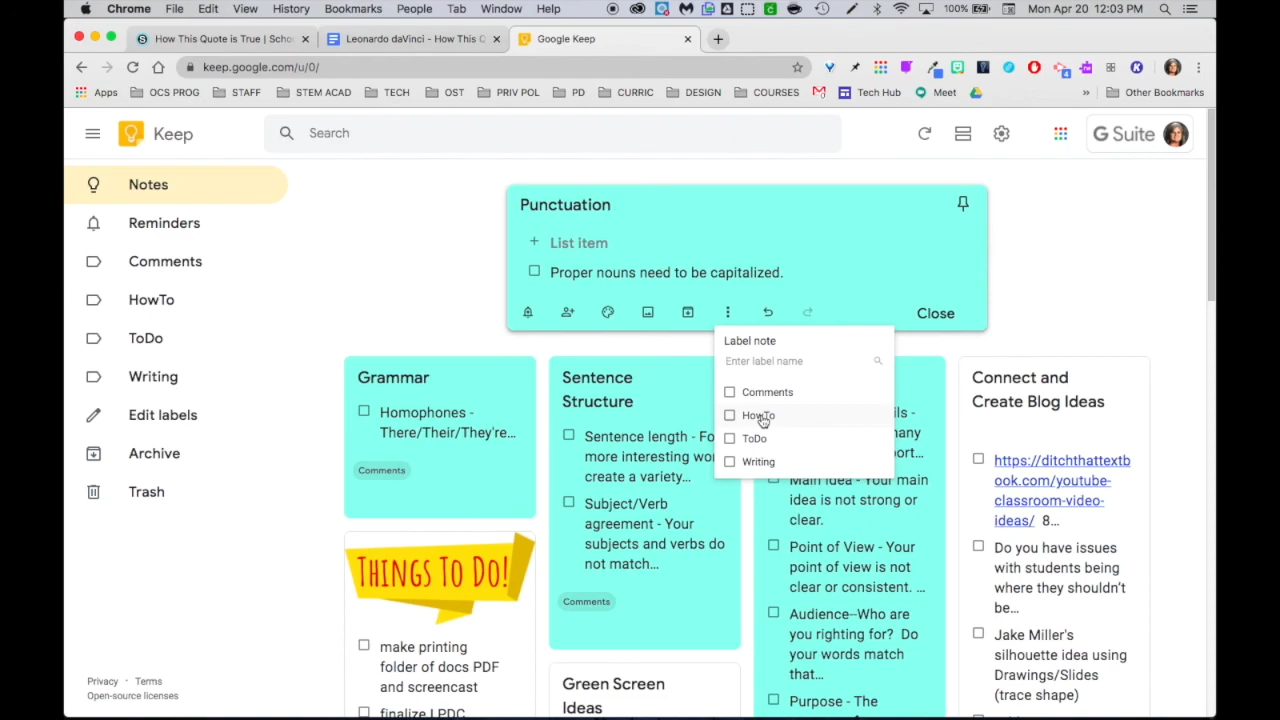 Chrome File Edit View History Bookmarks People Tab Window Help 100% Mon Apr 20 12:03 PM
How This Quote is True | Scho
Leonardo daVinci - How This Q
Google Keep
keep.google.com/u/0/
Apps OCS PROG STAFF STEM ACAD TECH OST PRIV POL PD CURRIC DESIGN COURSES Tech Hub Meet » Other Bookmarks
Keep
Search
G Suite
Notes
Reminders
Comments
HowTo
ToDo
Writing
Edit labels
Archive
Trash
Privacy · Terms
Open-source licenses
Punctuation
+ List item
Proper nouns need to be capitalized.
Close
Label note
Enter label name
Comments
HowTo
ToDo
Writing
Grammar
Homophones -
There/Their/They're...
Comments
THINGS TO DO!
make printing
folder of docs PDF
and screencast
finalize LPDC
Sentence
Structure
Sentence length - Fo
more interesting wo
create a variety...
Subject/Verb
agreement - Your
subjects and verbs do
not match...
Comments
Green Screen
Ideas
ils -
many
port...
Main idea - Your main
idea is not strong or
clear.
Point of View - Your
point of view is not
clear or consistent. ...
Audience--Who are
you righting for? Do
your words match
that...
Purpose - The
Connect and
Create Blog Ideas
https://ditchthattextb
ook.com/youtube-
classroom-video-
ideas/ 8...
Do you have issues
with students being
where they shouldn't
be...
Jake Miller's
silhouette idea using
Drawings/Slides
(trace shape)